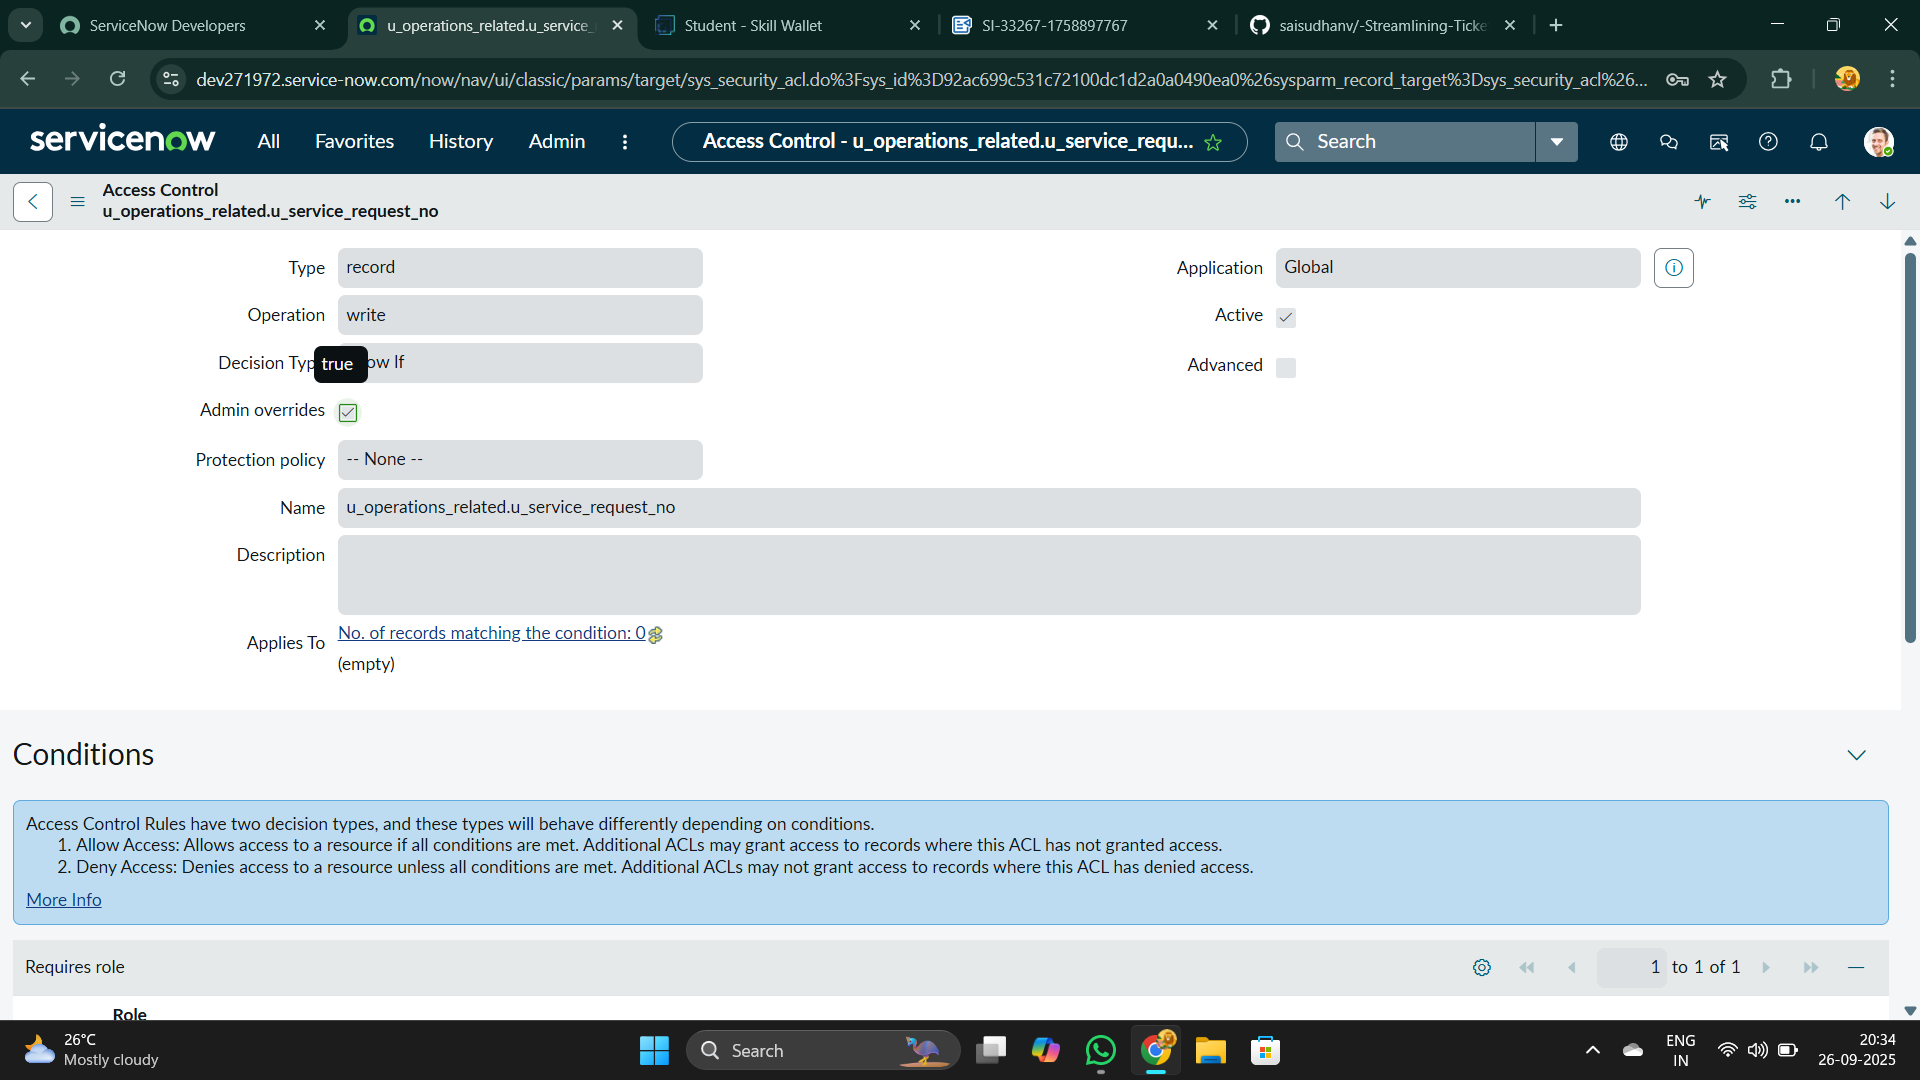 ServiceNow Developers
u_operations_related.u_service_
Student - Skill Wallet
SI-33267-1758897767
saisudhanv/-Streamlining-Ticke
dev271972.service-now.com/now/nav/ui/classic/params/target/sys_security_acl.do%3Fsys_id%3D92ac699c531c72100dc1d2a0a0490ea0%26sysparm_record_target%3Dsys_security_acl%26...
servicenow
All
Favorites
History
Admin
Access Control - u_operations_related.u_service_requ...
Search
Access Control
u_operations_related.u_service_request_no
Type
record
Application
Global
Operation
write
Active
Decision Typ
true
ow If
Advanced
Admin overrides
Protection policy
-- None --
Name
u_operations_related.u_service_request_no
Description
Applies To
No. of records matching the condition: 0
(empty)
Conditions
Access Control Rules have two decision types, and these types will behave differently depending on conditions.
1. Allow Access: Allows access to a resource if all conditions are met. Additional ACLs may grant access to records where this ACL has not granted access.
2. Deny Access: Denies access to a resource unless all conditions are met. Additional ACLs may not grant access to records where this ACL has denied access.
More Info
Requires role
1 to 1 of 1
Role
26°C
Mostly cloudy
Search
ENG
IN
20:34
26-09-2025